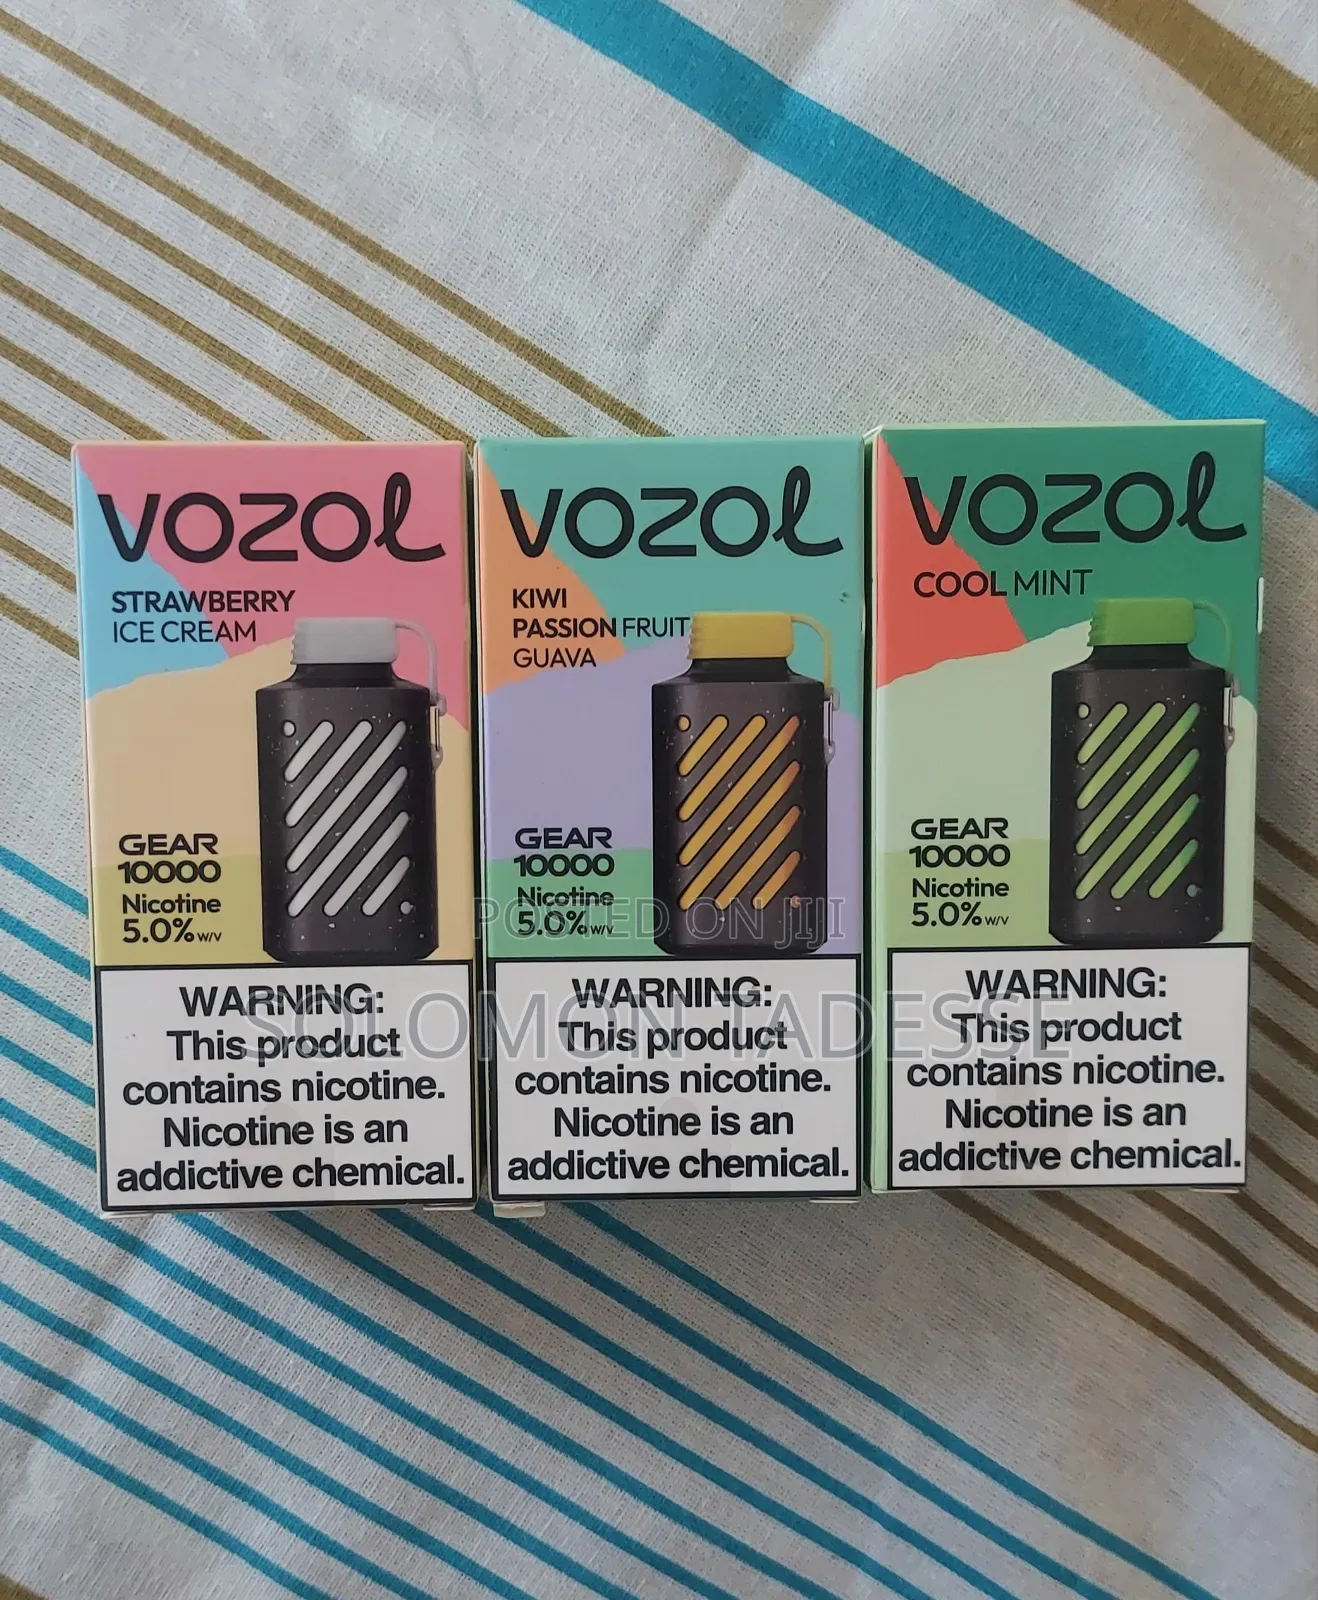 VOZOL
STRAWBERRY
ICE CREAM
GEAR
10000
Nicotine
5.0% w/v
WARNING:
This product
contains nicotine.
Nicotine is an
addictive chemical.
VOZOL
KIWI
PASSION FRUIT
GUAVA
GEAR
10000
Nicotine
5.0% w/v
WARNING:
This product
contains nicotine.
Nicotine is an
addictive chemical.
VOZOL
COOL MINT
GEAR
10000
Nicotine
5.0% w/v
WARNING:
This product
contains nicotine.
Nicotine is an
addictive chemical.
POSTED ON JIJI
SOLOMON TADESSE